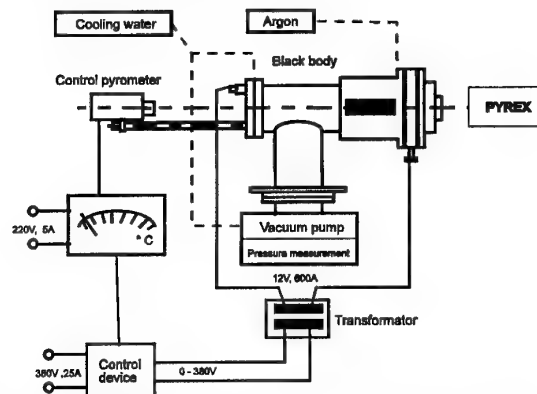 Cooling water
Argon
Black body
Control pyrometer
PYREX
220V, 5A
° C
Vacuum pump
Pressure measurement
12V, 600A
Transformator
Control
device
380V ,25A
0 - 380V